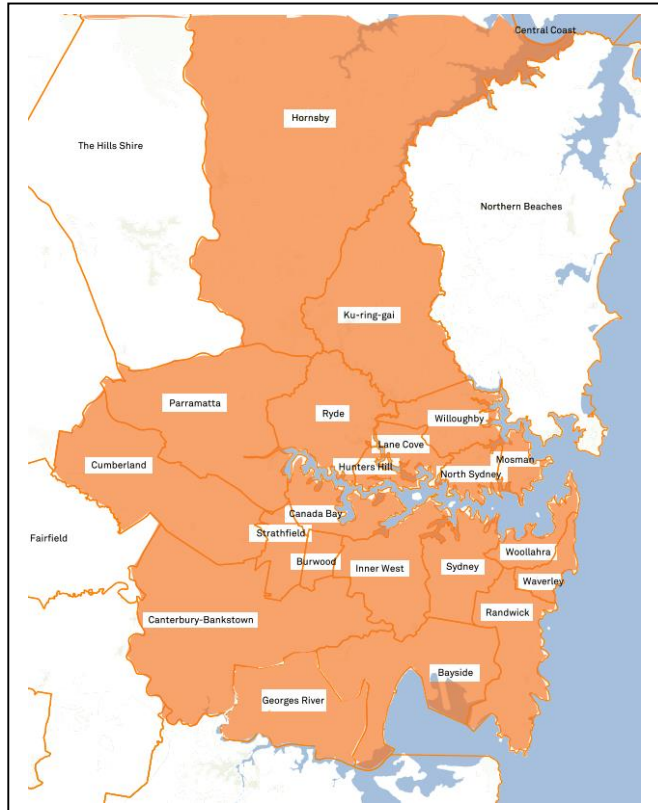 Central Coast
Hornsby
The Hills Shire
Northern Beaches
Ku-ring-gai
Parramatta
Ryde
Willoughby
Lane Cove
Mosman
Cumberland
Hunters Hill
North Sydney
Canada Bay
Strathfield
Fairfield
Woollahra
Burwood
Inner West
Sydney
Waverley
Randwick
Canterbury-Bankstown
Bayside
Georges River